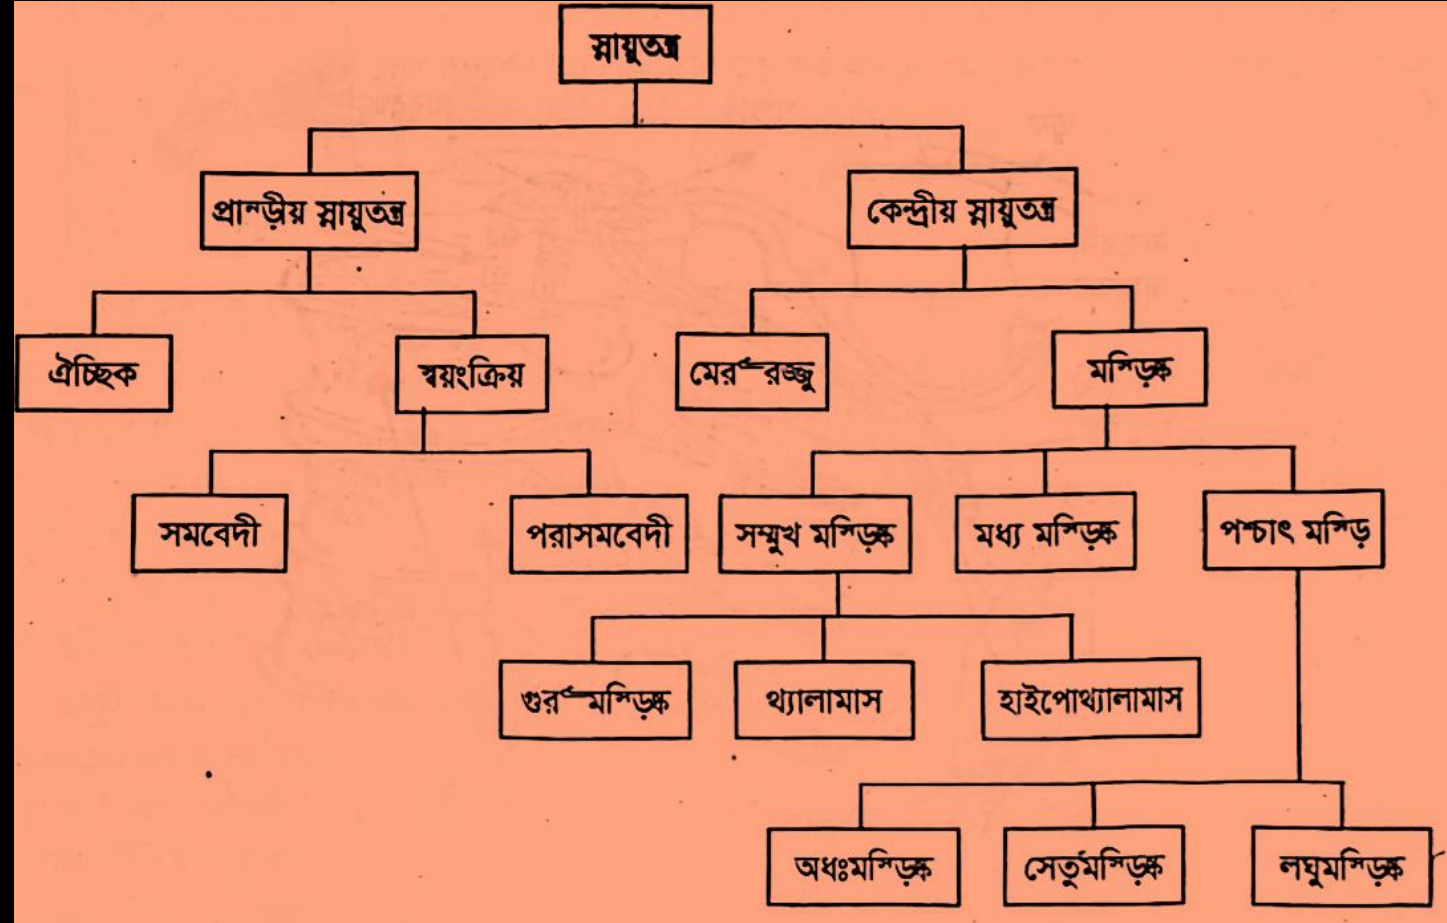 স্নায়ুতন্ত্র
প্রান্ড়ীয় স্নায়ুতন্ত্র
কেন্দ্রীয় স্নায়ুতন্ত্র
ঐচ্ছিক
স্বয়ংক্রিয়
মের—রজ্জু
মস্ড়িষ্ক
সমবেদী
পরাসমবেদী
সম্মুখ মস্ড়িষ্ক
মধ্য মস্ড়িষ্ক
পশ্চাৎ মস্ড়ি
গুর—মস্ড়িষ্ক
থ্যালামাস
হাইপোথ্যালামাস
অধঃমস্ড়িষ্ক
সেতুমস্ড়িষ্ক
লঘুমস্ড়িষ্ক